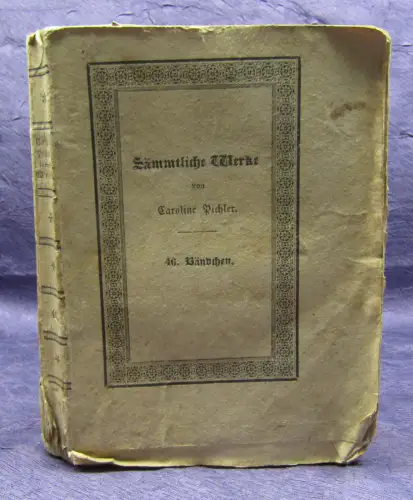 Sämmtliche Werke
von
Caroline Pichler.
46. Bändchen.